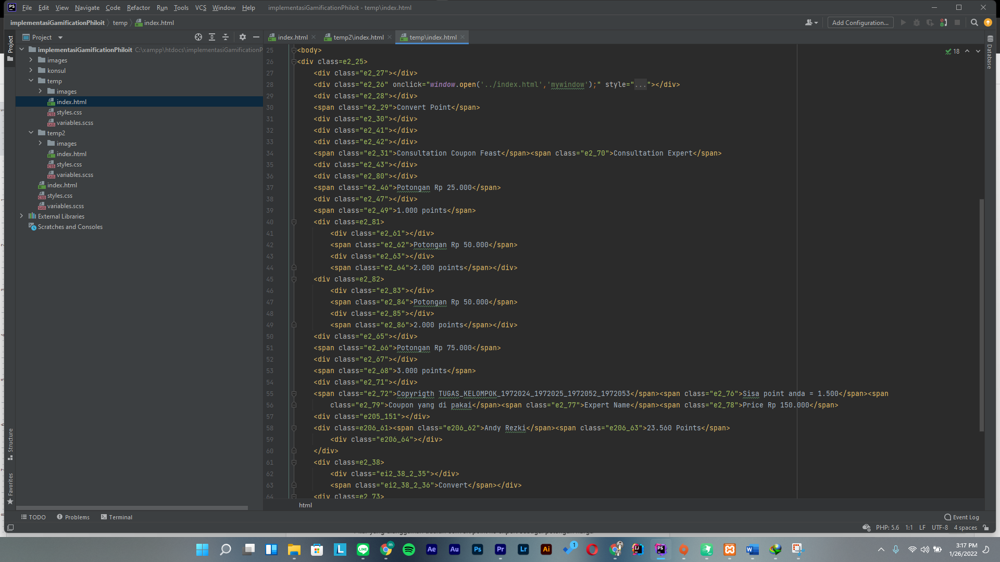 PS File Edit View Navigate Code Refactor Run Tools VCS Window Help implementasiGamificationPhiloit - temp\index.html
implementasiGamificationPhiloit temp index.html Add Configuration...
Project Project index.html temp2\index.html temp\index.html
implementasiGamificationPhiloit C:\xampp\htdocs\implementasiGamificationP
images
konsul
temp
images
index.html
styles.css
variables.scss
temp2
images
index.html
styles.css
variables.scss
index.html
styles.css
variables.scss
External Libraries
Scratches and Consoles
Structure
Favorites
Database
18
25 <body>
26 <div class=e2_25>
27 <div class="e2_27"></div>
28 <div class="e2_26" onclick="window.open('../index.html','mywindow');" style="..."></div>
29 <div class="e2_28"></div>
30 <span class="e2_29">Convert Point</span>
31 <div class="e2_30"></div>
32 <div class="e2_41"></div>
33 <div class="e2_42"></div>
34 <span class="e2_31">Consultation Coupon Feast</span><span class="e2_70">Consultation Expert</span>
35 <div class="e2_43"></div>
36 <div class="e2_80"></div>
37 <span class="e2_46">Potongan Rp 25.000</span>
38 <div class="e2_47"></div>
39 <span class="e2_49">1.000 points</span>
40 <div class=e2_81>
41 <div class="e2_61"></div>
42 <span class="e2_62">Potongan Rp 50.000</span>
43 <div class="e2_63"></div>
44 <span class="e2_64">2.000 points</span></div>
45 <div class=e2_82>
46 <div class="e2_83"></div>
47 <span class="e2_84">Potongan Rp 50.000</span>
48 <div class="e2_85"></div>
49 <span class="e2_86">2.000 points</span></div>
50 <div class="e2_65"></div>
51 <span class="e2_66">Potongan Rp 75.000</span>
52 <div class="e2_67"></div>
53 <span class="e2_68">3.000 points</span>
54 <div class="e2_71"></div>
55 <span class="e2_72">Copyrigth TUGAS_KELOMPOK_1972024_1972025_1972052_1972053</span><span class="e2_76">Sisa point anda = 1.500</span><span
56 class="e2_79">Coupon yang di pakai</span><span class="e2_77">Expert Name</span><span class="e2_78">Price Rp 150.000</span>
57 <div class="e205_151"></div>
58 <div class=e206_61><span class="e206_62">Andy Rezki</span><span class="e206_63">23.560 Points</span>
59 <div class="e206_64"></div>
60 </div>
61 <div class=e2_38>
62 <div class="ei2_38_2_35"></div>
63 <span class="ei2_38_2_36">Convert</span></div>
64 <div class=e2_73>
html
TODO Problems Terminal Event Log
PHP: 5.6 1:1 LF UTF-8 4 spaces
L LINE m Ae Au Ps Pr Lr Ai 1 IJ PS W
3:17 PM
1/26/2022